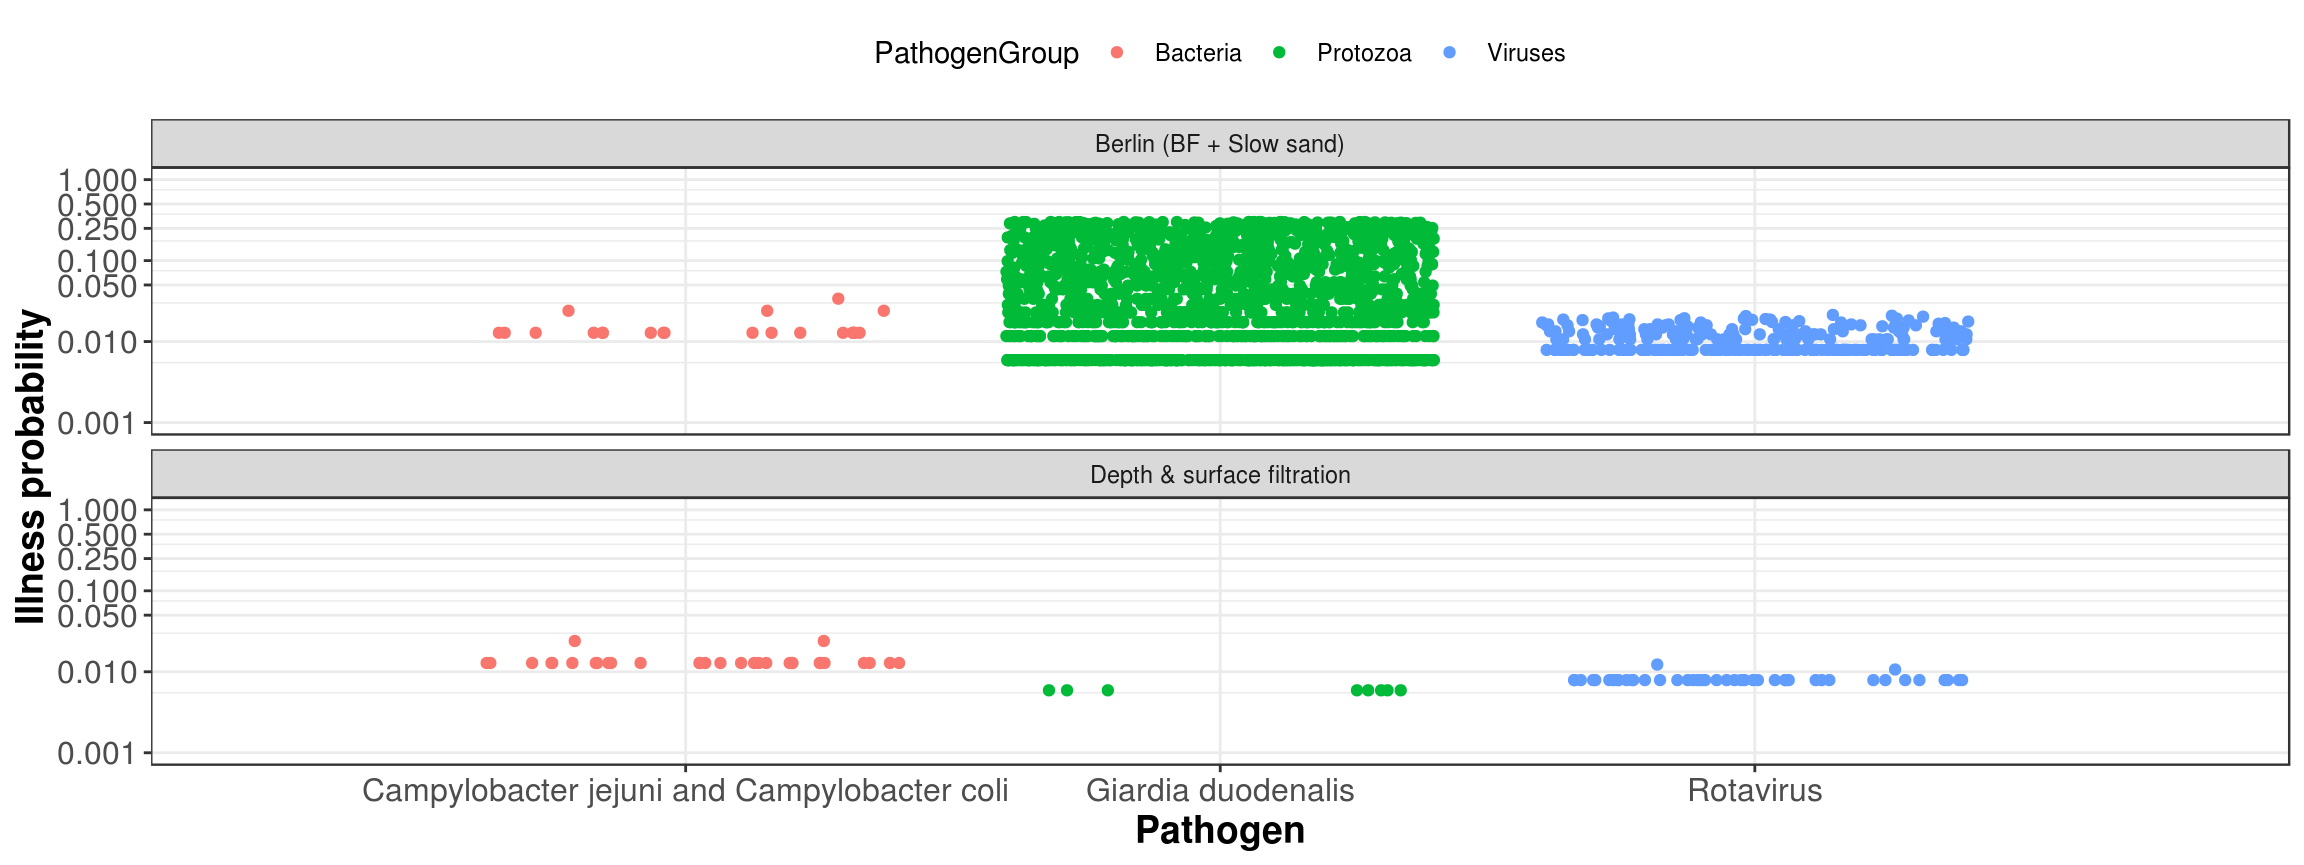 PathogenGroup Bacteria Protozoa Viruses
Berlin (BF + Slow sand)
1.000
0.500
0.250
0.100
0.050
0.010
0.001
Illness probability
Depth & surface filtration
1.000
0.500
0.250
0.100
0.050
0.010
0.001
Campylobacter jejuni and Campylobacter coli Giardia duodenalis Rotavirus
Pathogen